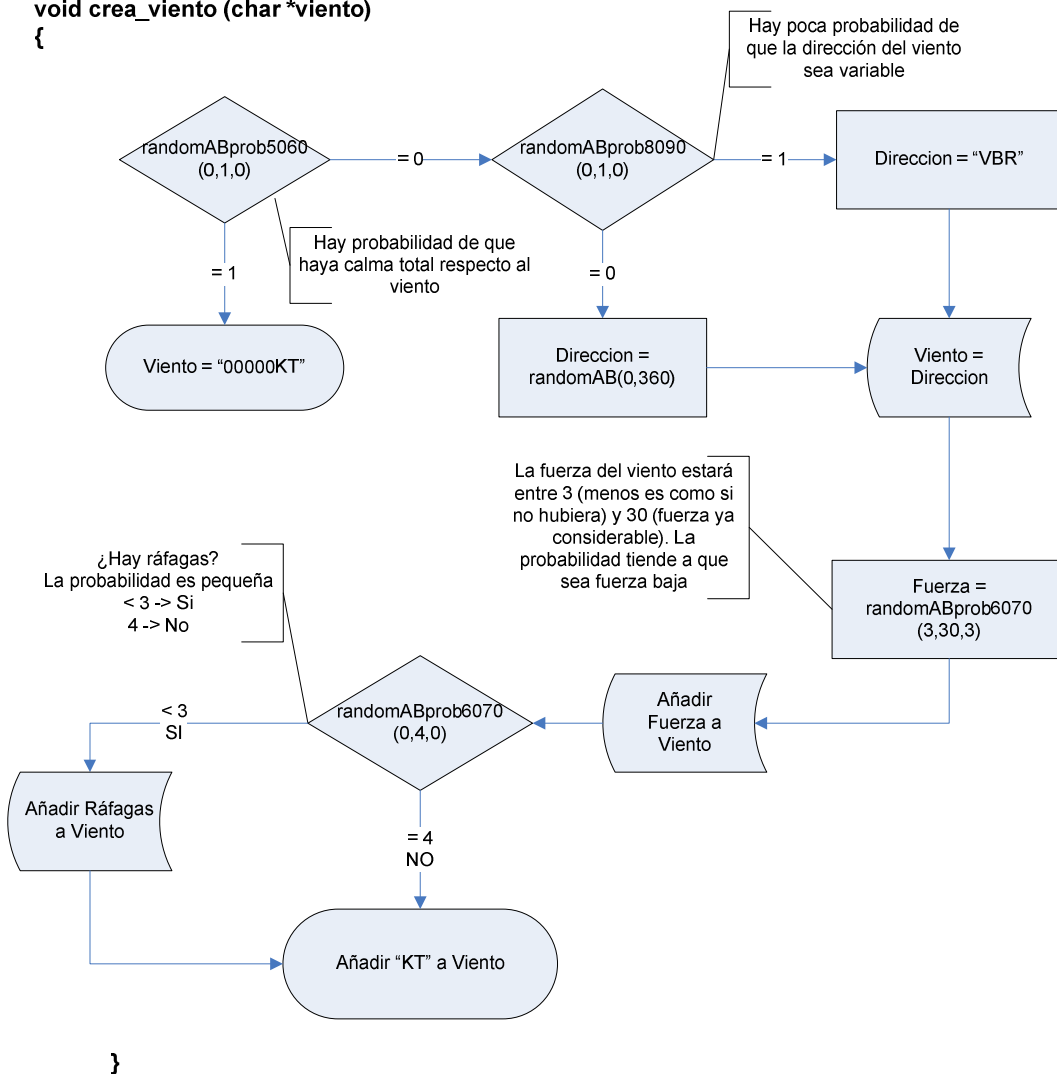 void crea_viento (char *viento)
{
Hay poca probabilidad de
que la dirección del viento
sea variable
randomABprob5060
(0,1,0)
= 0
randomABprob8090
(0,1,0)
= 1
Direccion = “VBR”
Hay probabilidad de que
haya calma total respecto al
viento
= 1
= 0
Viento = “00000KT”
Direccion =
randomAB(0,360)
Viento =
Direccion
La fuerza del viento estará
entre 3 (menos es como si
no hubiera) y 30 (fuerza ya
considerable). La
probabilidad tiende a que
sea fuerza baja
¿Hay ráfagas?
La probabilidad es pequeña
< 3 -> Si
4 -> No
Fuerza =
randomABprob6070
(3,30,3)
Añadir
Fuerza a
Viento
randomABprob6070
(0,4,0)
< 3
SI
Añadir Ráfagas
a Viento
= 4
NO
Añadir “KT” a Viento
}